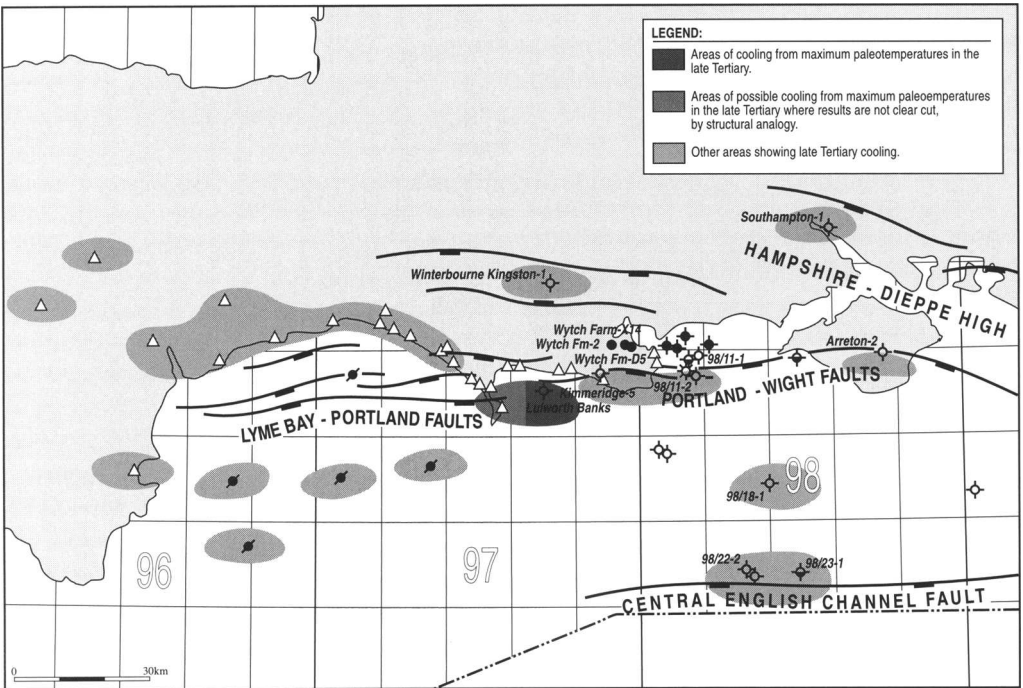 LEGEND:
Areas of cooling from maximum paleotemperatures in the
late Tertiary.
Areas of possible cooling from maximum paleoemperatures
in the late Tertiary where results are not clear cut,
by structural analogy.
Other areas showing late Tertiary cooling.
Southampton-1
HAMPSHIRE - DIEPPE HIGH
Winterbourne Kingston-1
Wytch Farm-X14
Wytch Fm-2
Wytch Fm-D5
98/11-1
Arreton-2
Kimmeridge-5
98/11-2
PORTLAND - WIGHT FAULTS
Lulworth Banks
LYME BAY - PORTLAND FAULTS
98
98/18-1
96
97
98/22-2
98/23-1
CENTRAL ENGLISH CHANNEL FAULT
0
30km